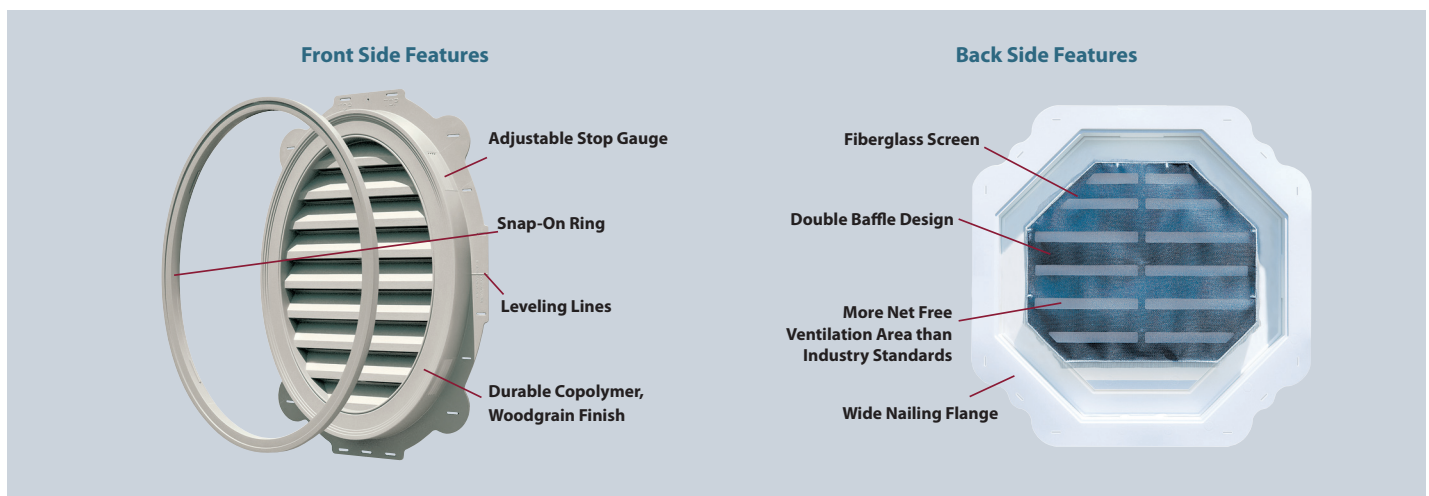 Front Side Features
Adjustable Stop Gauge
Snap-On Ring
Leveling Lines
Durable Copolymer,
Woodgrain Finish
Back Side Features
Fiberglass Screen
Double Baffle Design
More Net Free
Ventilation Area than
Industry Standards
Wide Nailing Flange